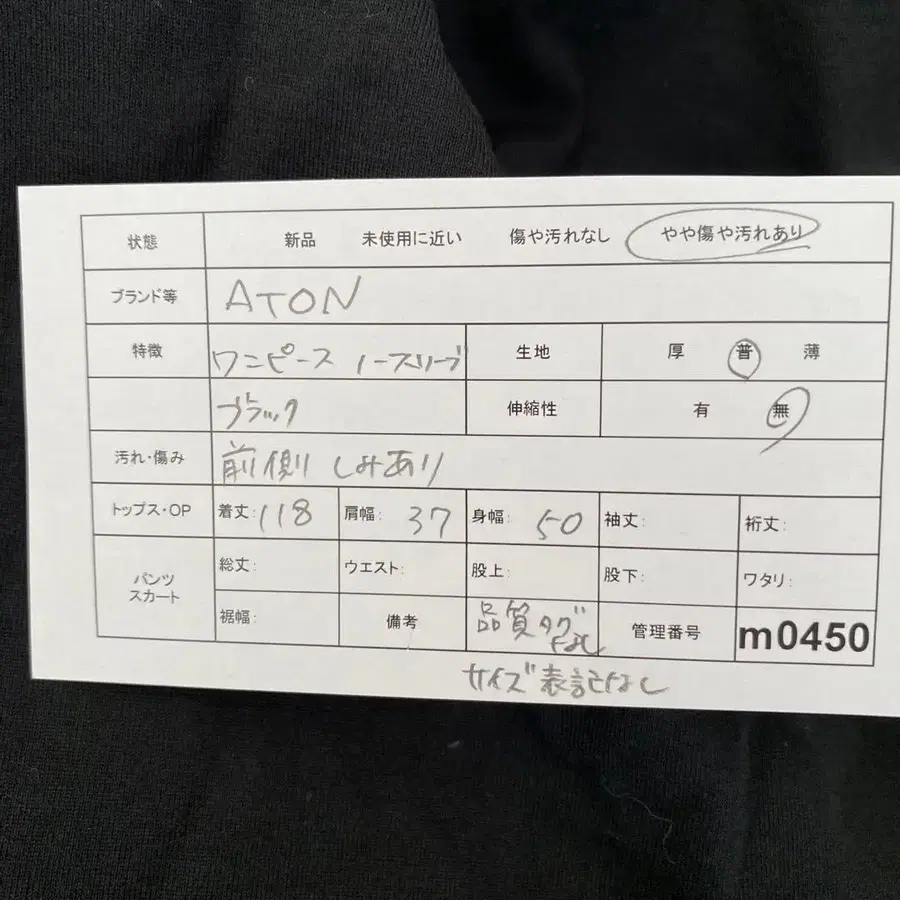 状態 新品 未使用に近い 傷や汚れなし やや傷や汚れあり
ブランド等 ATON
特徴 ワンピース ノースリーブ 生地 厚 普 薄
ブラック 伸縮性 有 無
汚れ・傷み 前側 しみあり
トップス・OP 着丈: 118 肩幅: 37 身幅: 50 袖丈: 裄丈:
パンツ スカート 総丈: ウエスト: 股上: 股下: ワタリ:
裾幅: 備考 品質タグなし 管理番号 m0450
サイズ表記なし